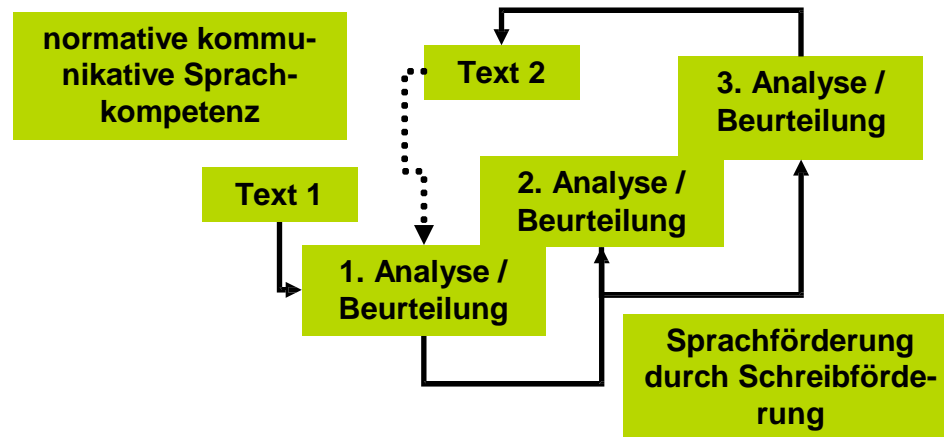 normative kommu-
nikative Sprach-
kompetenz
Text 2
3. Analyse /
Beurteilung
Text 1
2. Analyse /
Beurteilung
1. Analyse /
Beurteilung
Sprachförderung
durch Schreibförde-
rung